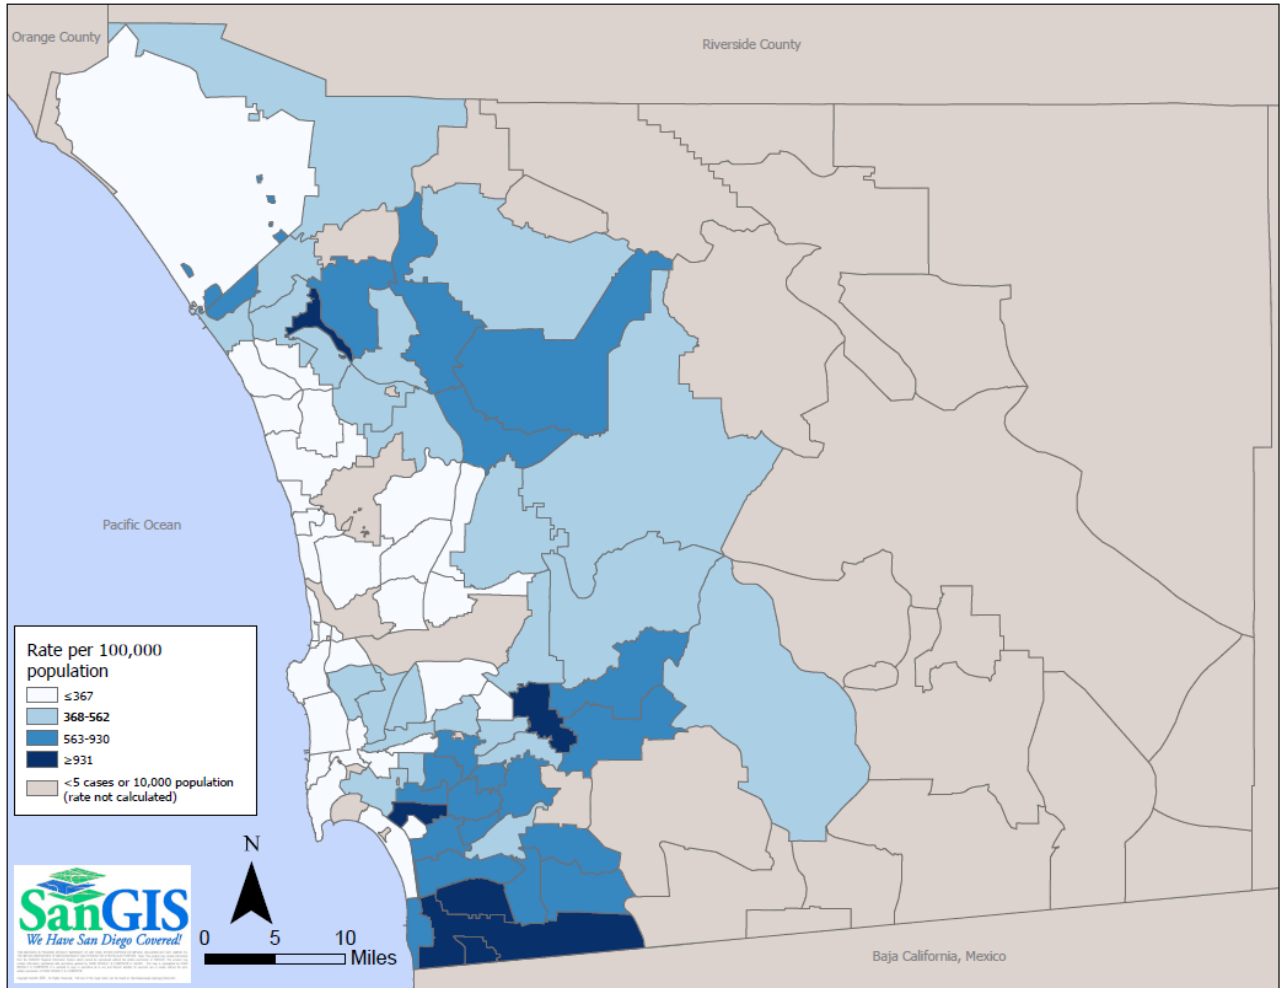 Orange County
Riverside County
Pacific Ocean
Rate per 100,000
population
≤367
368-562
563-930
≥931
<5 cases or 10,000 population
(rate not calculated)
N
0 5 10
Miles
SanGIS
We Have San Diego Covered!
Baja California, Mexico